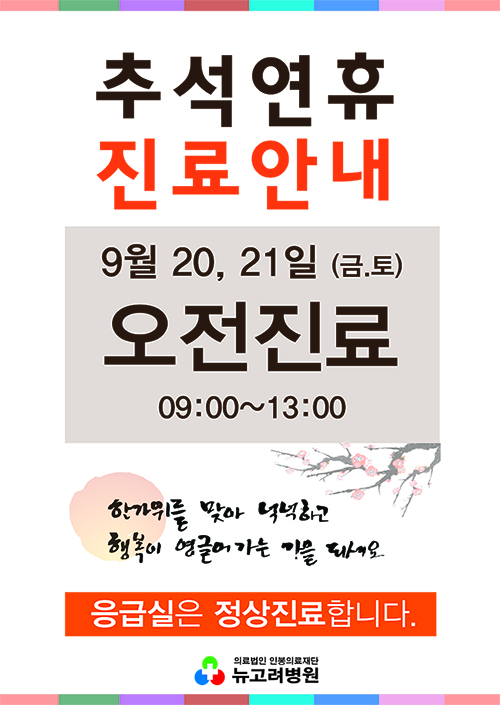 추석연휴
진료안내
9월 20, 21일 (금.토)
오전진료
09:00~13:00
한가위를 맞아 넉넉하고
행복이 영글어가는 가을 되세요
응급실은 정상진료합니다.
의료법인 인봉의료재단
뉴고려병원